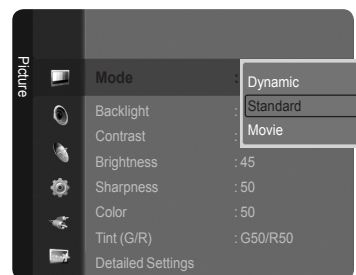 Picture
Mode : Dynamic
Backlight : Standard
Contrast : Movie
Brightness : 45
Sharpness : 50
Color : 50
Tint (G/R) : G50/R50
Detailed Settings